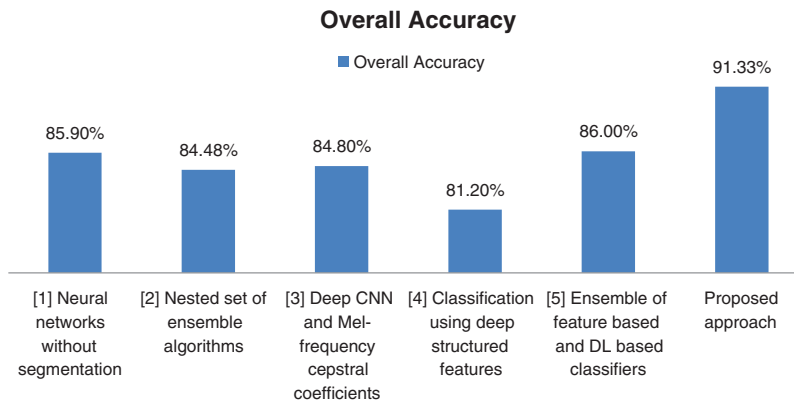 Overall Accuracy
Overall Accuracy
85.90%
84.48%
84.80%
81.20%
86.00%
91.33%
[1] Neural
networks
without
segmentation
[2] Nested set of
ensemble
algorithms
[3] Deep CNN
and Mel-
frequency
cepstral
coefficients
[4] Classification
using deep
structured
features
[5] Ensemble of
feature based
and DL based
classifiers
Proposed
approach